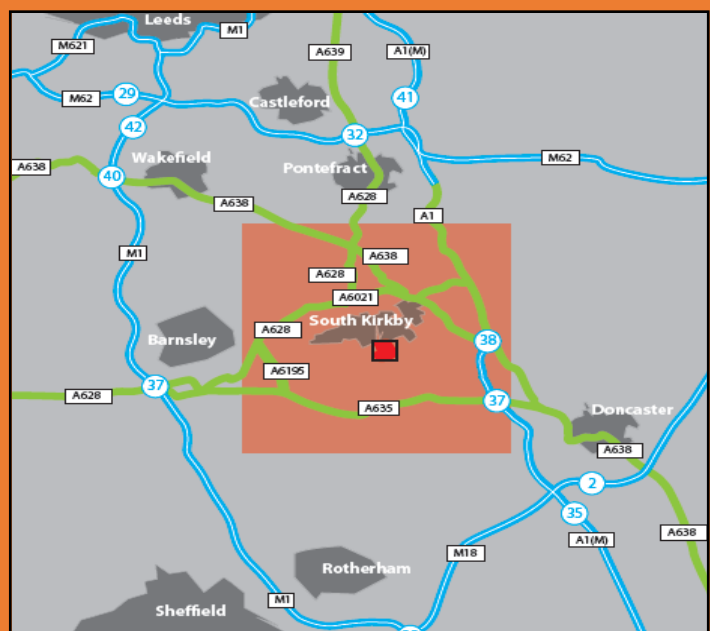 Leeds
M1
M621
A639
A1(M)
M62
29
Castleford
41
42
32
Wakefield
Pontefract
M62
A638
40
A628
A638
A1
M1
A638
A628
A6021
South Kirkby
A628
Barnsley
38
A6195
37
A628
A635
37
Doncaster
A638
2
35
A1(M)
A638
M18
Rotherham
M1
Sheffield